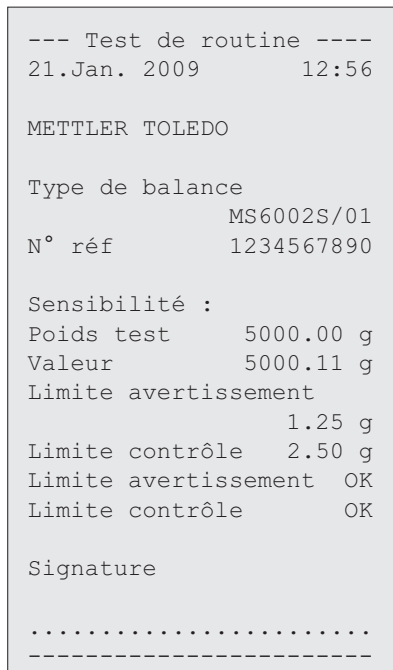 --- Test de routine ----
21.Jan. 2009       12:56
METTLER TOLEDO
Type de balance
MS6002S/01
N° réf      1234567890
Sensibilité :
Poids test     5000.00 g
Valeur         5000.11 g
Limite avertissement
1.25 g
Limite contrôle   2.50 g
Limite avertissement  OK
Limite contrôle       OK
Signature
........................
------------------------